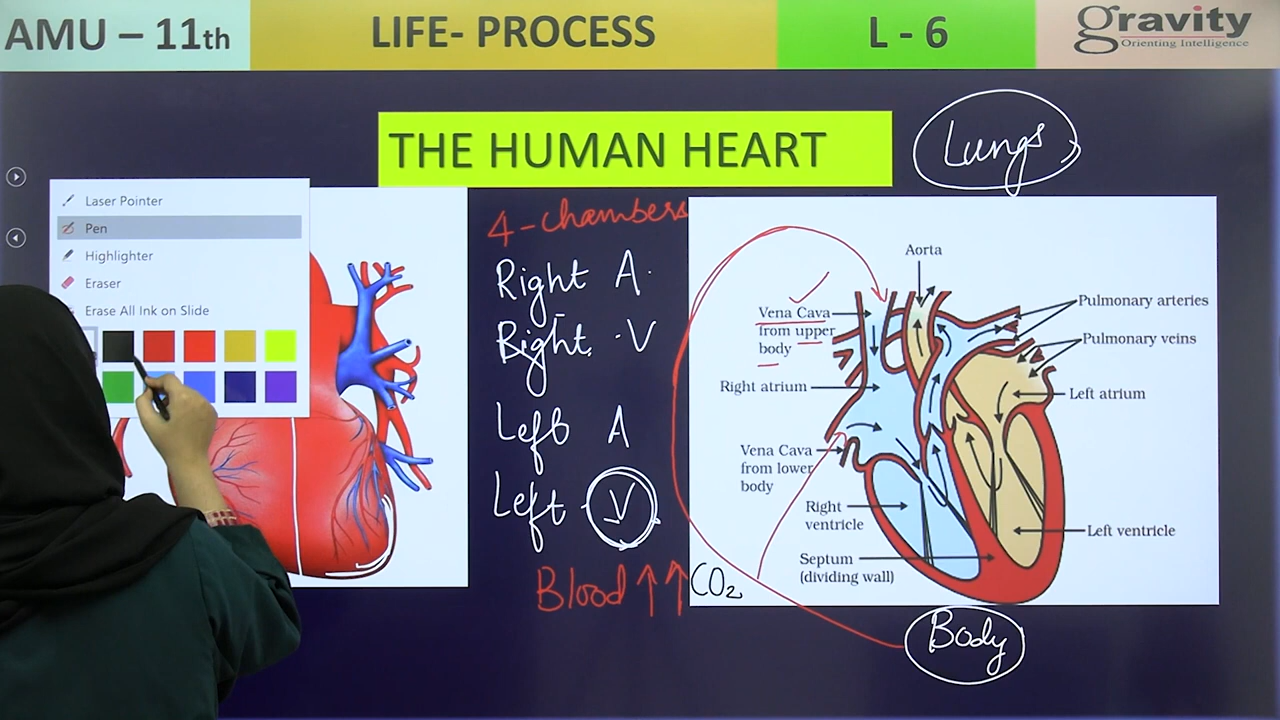 AMU – 11th
LIFE- PROCESS
L - 6
gravity
Orienting Intelligence
THE HUMAN HEART
Lungs
Laser Pointer
Pen
Highlighter
Eraser
Erase All Ink on Slide
4-chambers
Right A.
Right. V
Left A
Left V
Blood ↑↑
CO₂
Body
Aorta
Vena Cava
from upper
body
Right atrium
Vena Cava
from lower
body
Right
ventricle
Septum
(dividing wall)
Pulmonary arteries
Pulmonary veins
Left atrium
Left ventricle